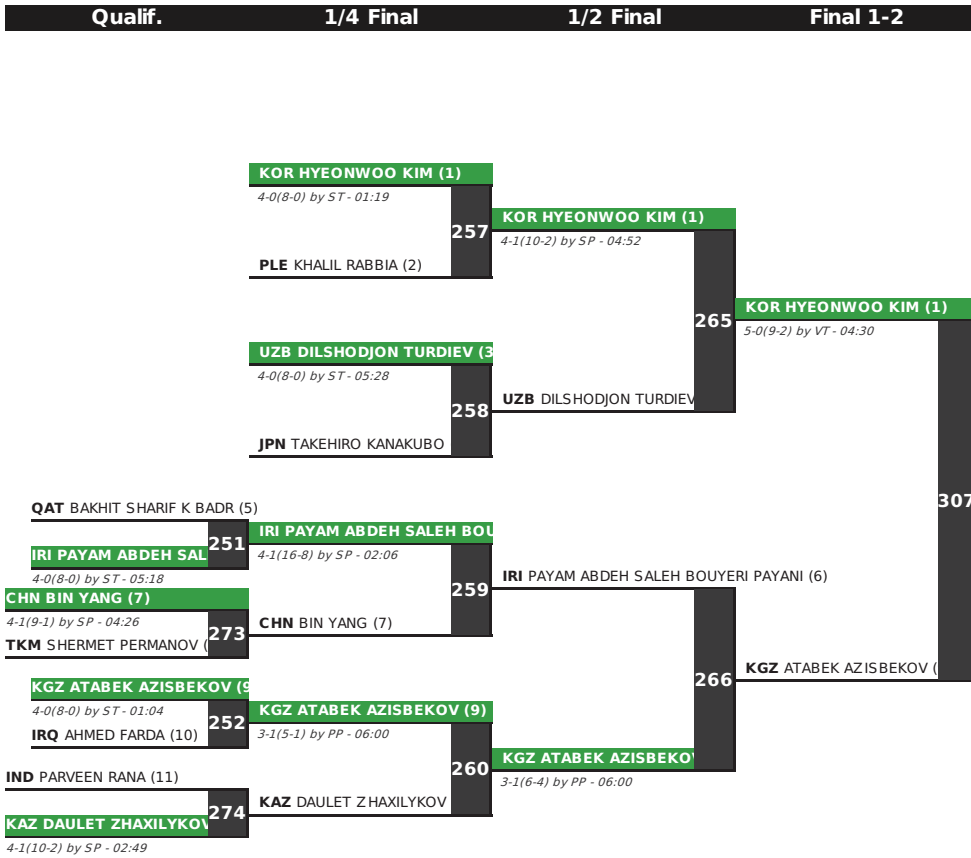 Qualif. 1/4 Final 1/2 Final Final 1-2
KOR HYEONWOO KIM (1)
4-0(8-0) by ST - 01:19
257
PLE KHALIL RABBIA (2)
KOR HYEONWOO KIM (1)
4-1(10-2) by SP - 04:52
265
KOR HYEONWOO KIM (1)
5-0(9-2) by VT - 04:30
UZB DILSHODJON TURDIEV (3
4-0(8-0) by ST - 05:28
258
JPN TAKEHIRO KANAKUBO
UZB DILSHODJON TURDIEV
307
QAT BAKHIT SHARIF K BADR (5)
251
IRI PAYAM ABDEH SAL
4-0(8-0) by ST - 05:18
IRI PAYAM ABDEH SALEH BOU
4-1(16-8) by SP - 02:06
259
CHN BIN YANG (7)
IRI PAYAM ABDEH SALEH BOUYERI PAYANI (6)
CHN BIN YANG (7)
4-1(9-1) by SP - 04:26
273
TKM SHERMET PERMANOV (
266
KGZ ATABEK AZISBEKOV (
KGZ ATABEK AZISBEKOV (9
4-0(8-0) by ST - 01:04
252
IRQ AHMED FARDA (10)
KGZ ATABEK AZISBEKOV (9)
3-1(5-1) by PP - 06:00
260
KAZ DAULET ZHAXILYKOV
KGZ ATABEK AZISBEKOV
3-1(6-4) by PP - 06:00
IND PARVEEN RANA (11)
274
KAZ DAULET ZHAXILYKOV
4-1(10-2) by SP - 02:49